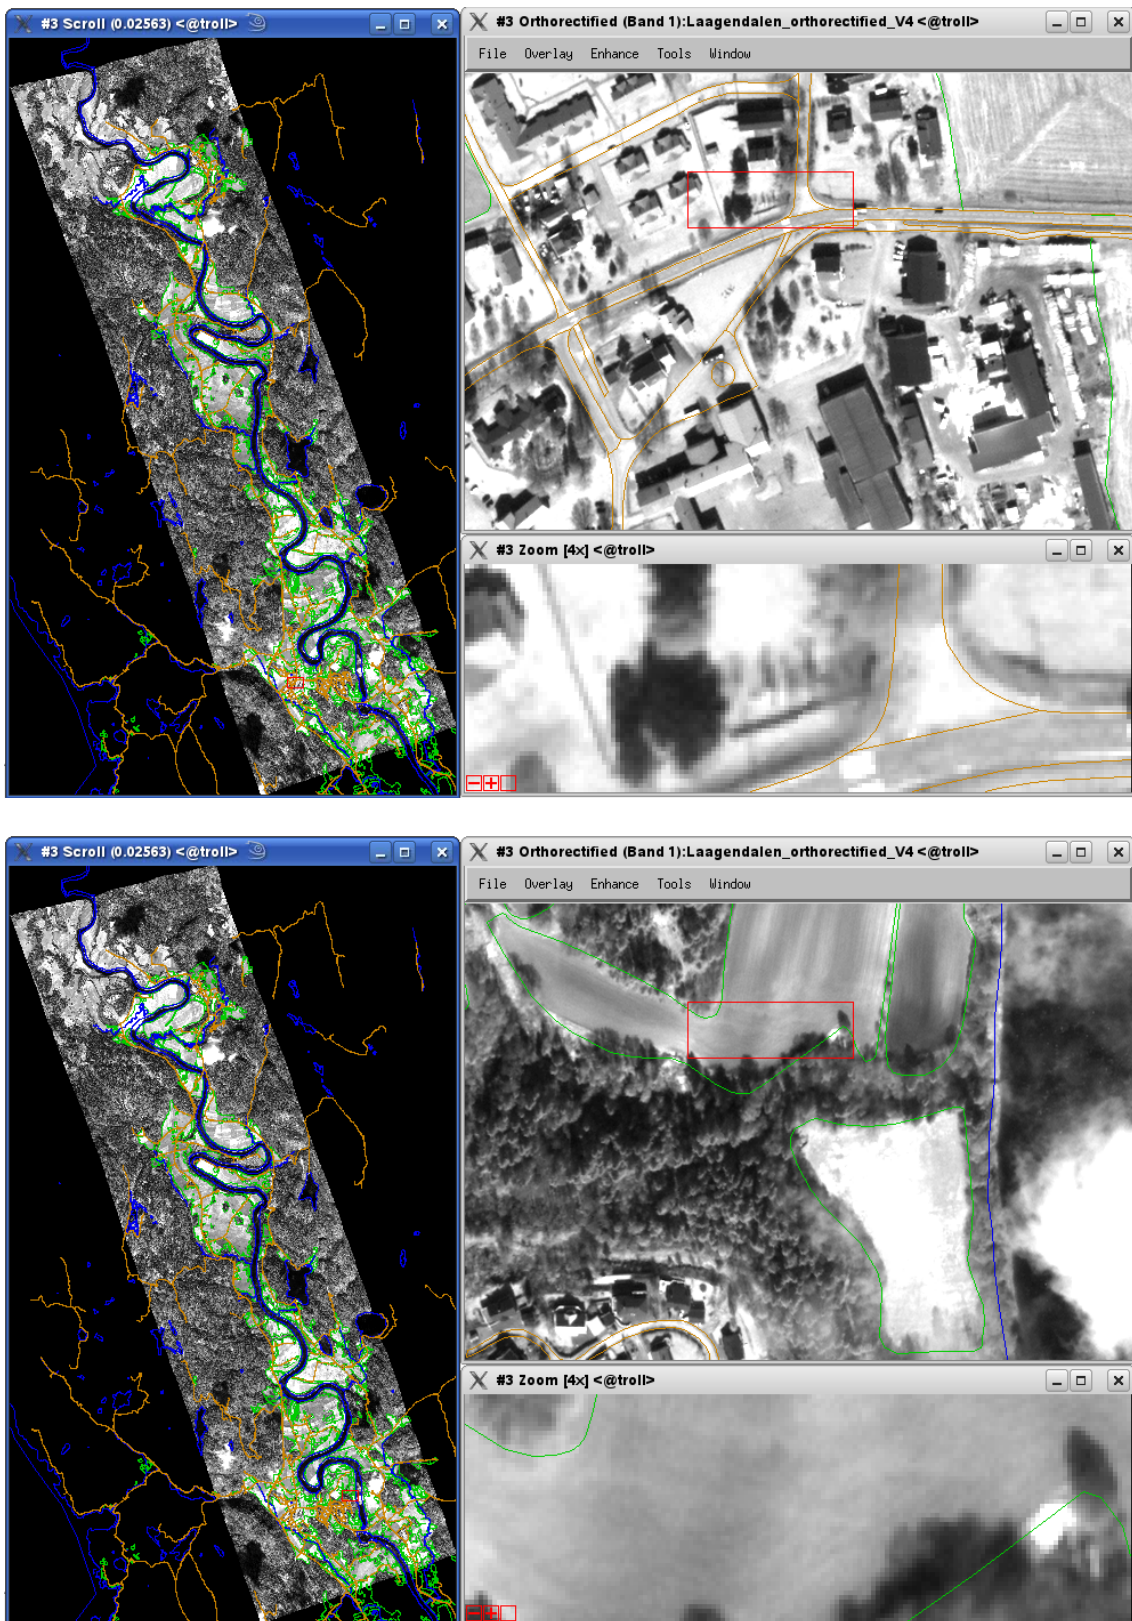 #3 Scroll (0.02563) <@troll>
#3 Orthorectified (Band 1):Laagendalen_orthorectified_V4 <@troll>
File Overlay Enhance Tools Window
#3 Zoom [4x] <@troll>
#3 Scroll (0.02563) <@troll>
#3 Orthorectified (Band 1):Laagendalen_orthorectified_V4 <@troll>
File Overlay Enhance Tools Window
#3 Zoom [4x] <@troll>